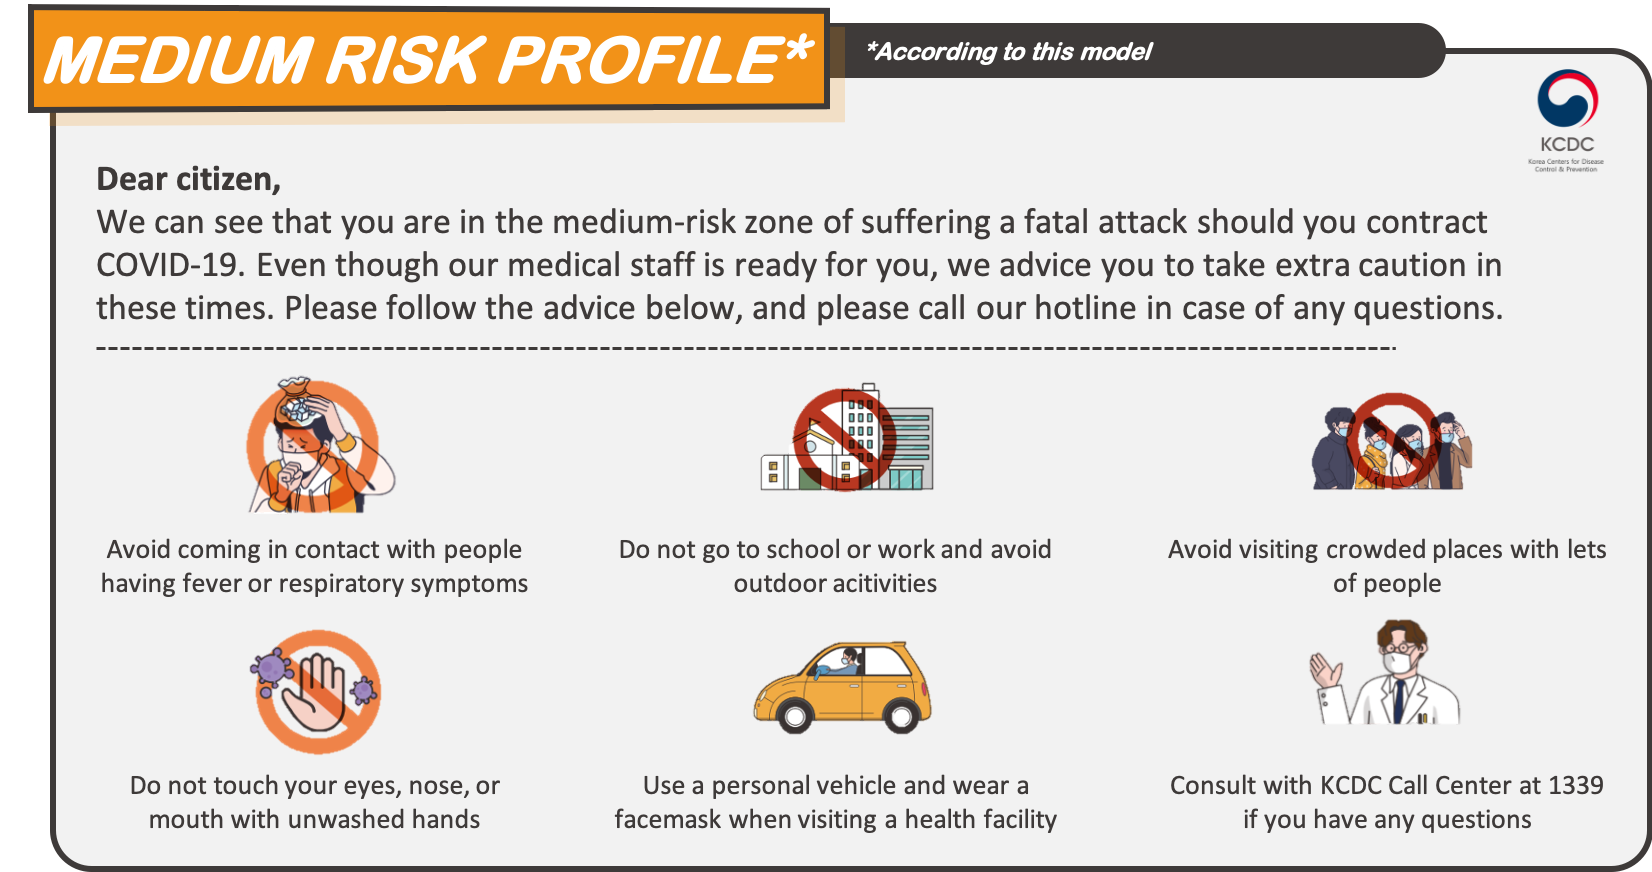 MEDIUM RISK PROFILE*
*According to this model
KCDC
Korea Centers for Disease
Control & Prevention
Dear citizen,
We can see that you are in the medium-risk zone of suffering a fatal attack should you contract
COVID-19. Even though our medical staff is ready for you, we advice you to take extra caution in
these times. Please follow the advice below, and please call our hotline in case of any questions.
Avoid coming in contact with people
having fever or respiratory symptoms
Do not go to school or work and avoid
outdoor acitivities
Avoid visiting crowded places with lets
of people
Do not touch your eyes, nose, or
mouth with unwashed hands
Use a personal vehicle and wear a
facemask when visiting a health facility
Consult with KCDC Call Center at 1339
if you have any questions